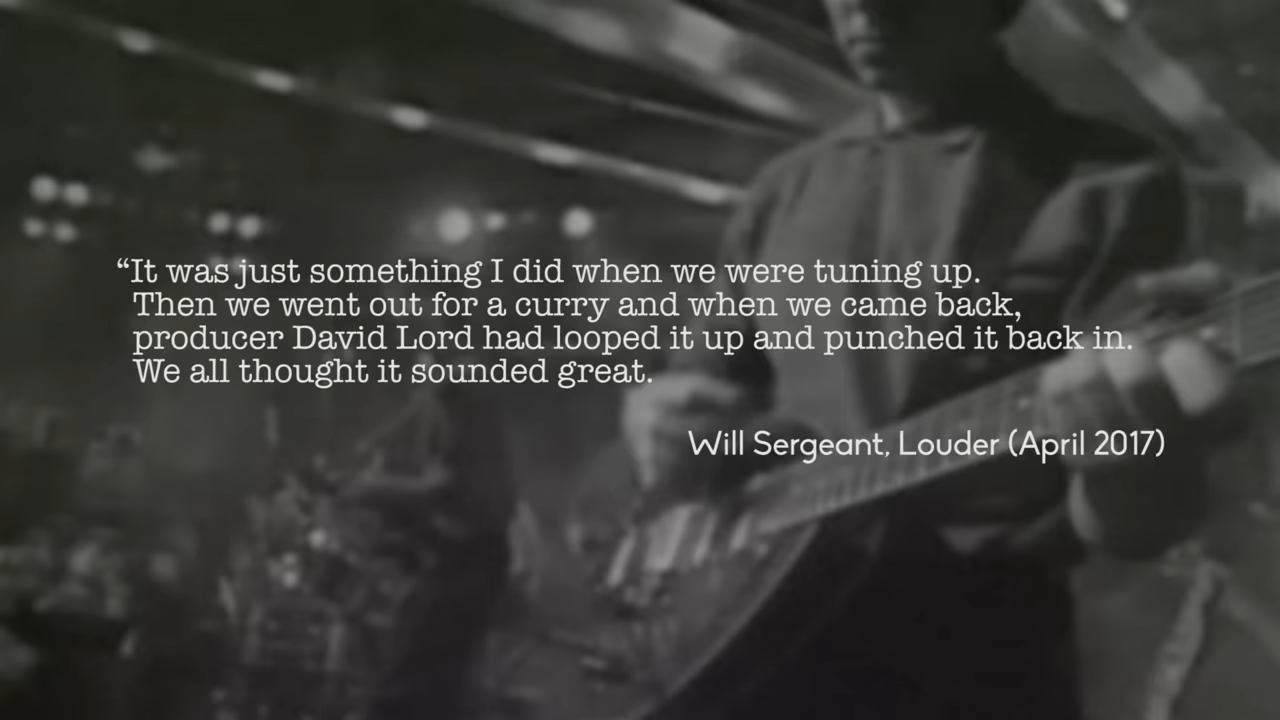 “It was just something I did when we were tuning up.
Then we went out for a curry and when we came back,
producer David Lord had looped it up and punched it back in.
We all thought it sounded great.
Will Sergeant, Louder (April 2017)